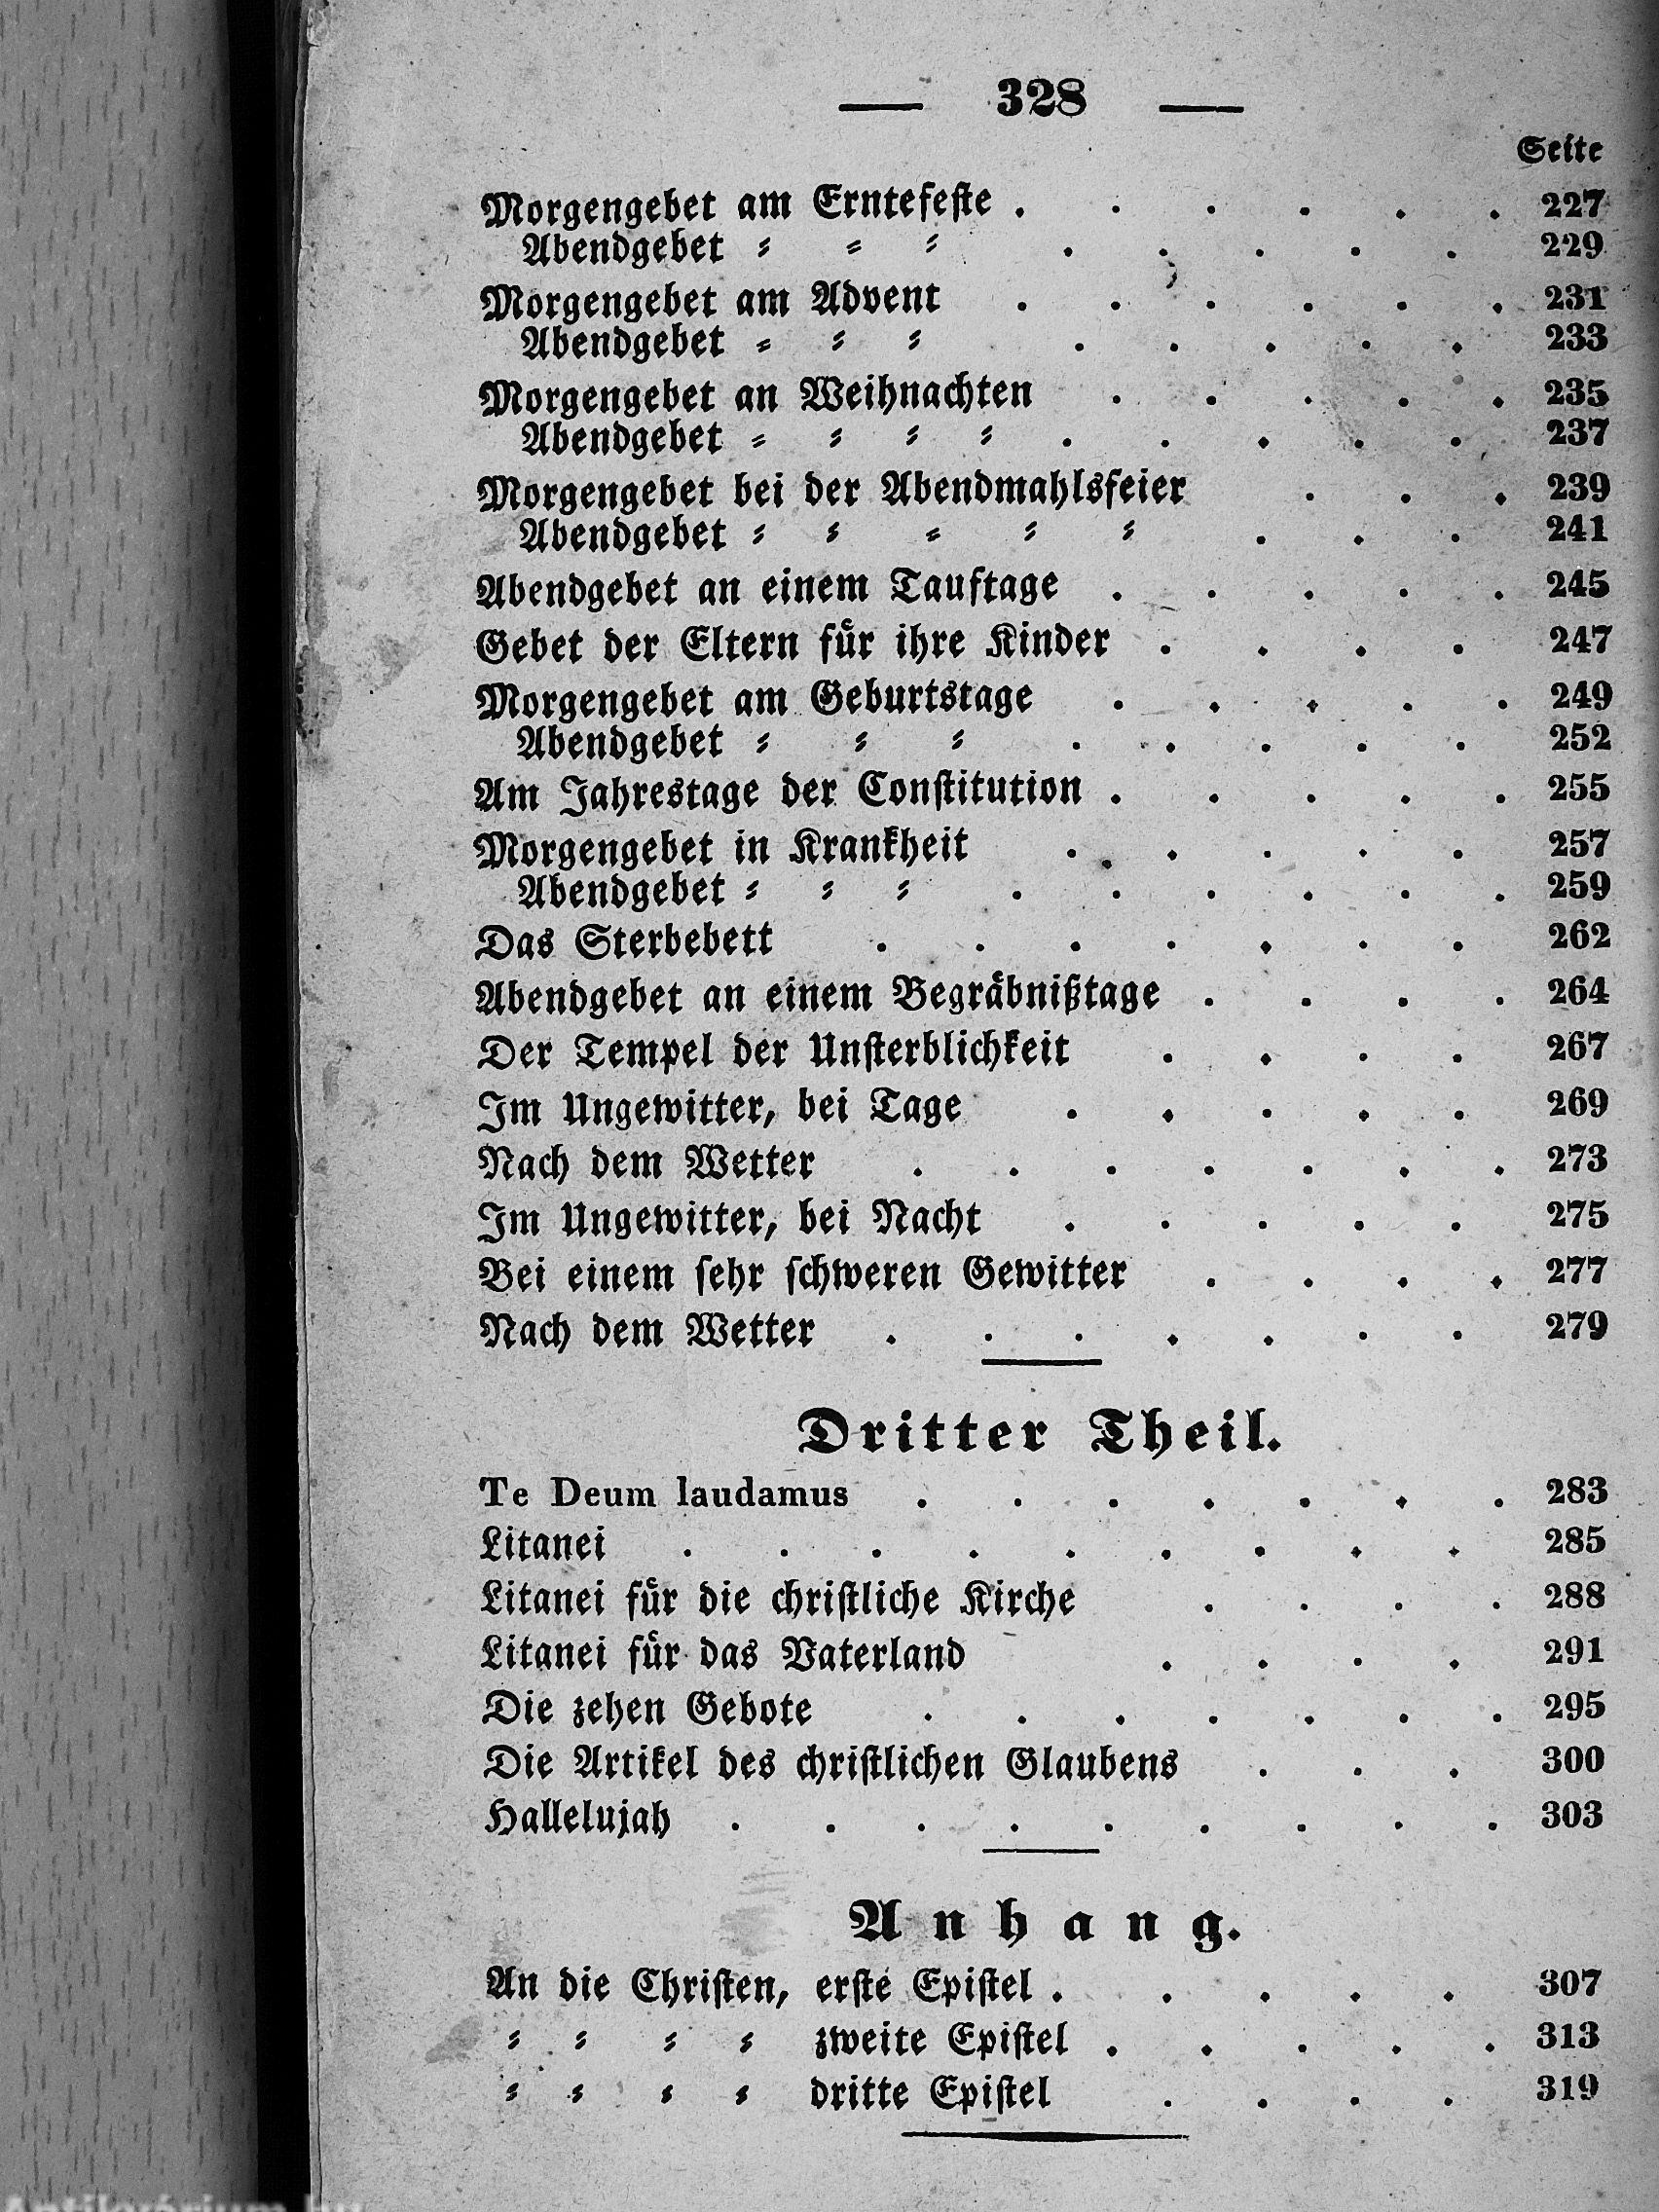 — 328 —
Seite
Morgengebet am Erntefeste . . . . . . 227
Abendgebet ⸗ ⸗ ⸗ . . . . . 229
Morgengebet am Advent . . . . . . 231
Abendgebet ⸗ ⸗ ⸗ . . . . . 233
Morgengebet an Weihnachten . . . . . 235
Abendgebet ⸗ ⸗ ⸗ ⸗ . . . . . 237
Morgengebet bei der Abendmahlsfeier . . . 239
Abendgebet ⸗ ⸗ ⸗ ⸗ ⸗ . . . 241
Abendgebet an einem Tauftage . . . . . 245
Gebet der Eltern für ihre Kinder . . . . 247
Morgengebet am Geburtstage . . . . . 249
Abendgebet ⸗ ⸗ ⸗ . . . . . 252
Am Jahrestage der Constitution . . . . . 255
Morgengebet in Krankheit . . . . . 257
Abendgebet ⸗ ⸗ ⸗ . . . . . . 259
Das Sterbebett . . . . . . . 262
Abendgebet an einem Begräbnißtage . . . . 264
Der Tempel der Unsterblichkeit . . . . 267
Im Ungewitter, bei Tage . . . . . 269
Nach dem Wetter . . . . . . . 273
Im Ungewitter, bei Nacht . . . . . 275
Bei einem sehr schweren Gewitter . . . . 277
Nach dem Wetter . . . . . . . 279
Dritter Theil.
Te Deum laudamus . . . . . . . 283
Litanei . . . . . . . . . 285
Litanei für die christliche Kirche . . . . 288
Litanei für das Vaterland . . . . 291
Die zehen Gebote . . . . . . . 295
Die Artikel des christlichen Glaubens . . . 300
Hallelujah . . . . . . . . . 303
Anhang.
An die Christen, erste Epistel . . . . . 307
⸗ ⸗ ⸗ ⸗ zweite Epistel . . . . . 313
⸗ ⸗ ⸗ ⸗ dritte Epistel . . . . 319